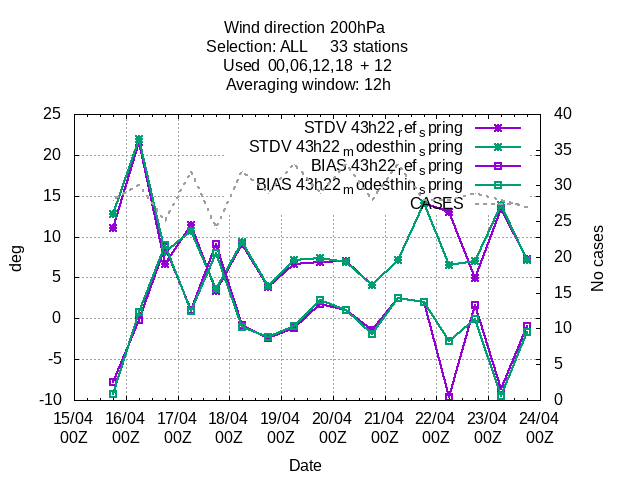 Wind direction 200hPa
Selection: ALL 33 stations
Used 00,06,12,18 + 12
Averaging window: 12h
STDV 43h22_ref_spring
STDV 43h22_modesthin_spring
BIAS 43h22_ref_spring
BIAS 43h22_modesthin_spring
CASES
25
20
15
10
5
0
-5
-10
deg
40
35
30
25
20
15
10
5
0
No cases
15/04 16/04 17/04 18/04 19/04 20/04 21/04 22/04 23/04 24/04
00Z 00Z 00Z 00Z 00Z 00Z 00Z 00Z 00Z 00Z
Date